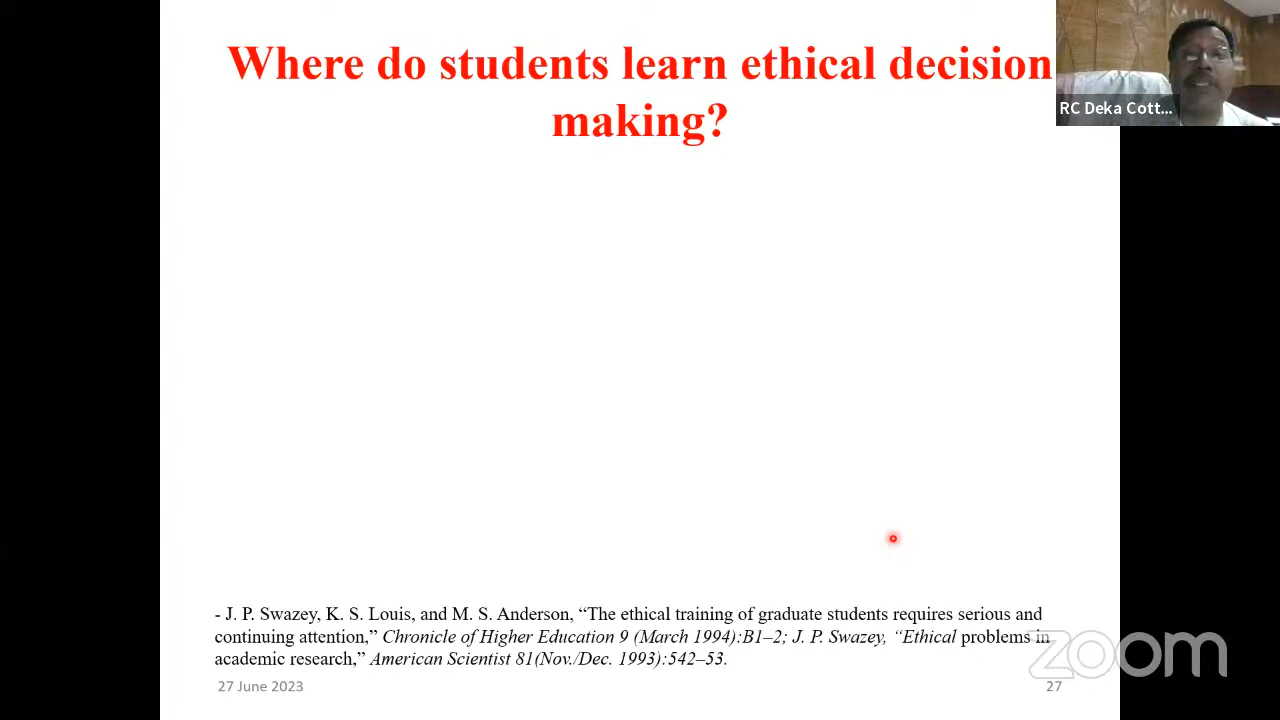 Where do students learn ethical decision
making?
RC Deka Cott...
- J. P. Swazey, K. S. Louis, and M. S. Anderson, “The ethical training of graduate students requires serious and
continuing attention,” Chronicle of Higher Education 9 (March 1994):B1–2; J. P. Swazey, “Ethical problems in
academic research,” American Scientist 81(Nov./Dec. 1993):542–53.
27 June 2023
27
zoom